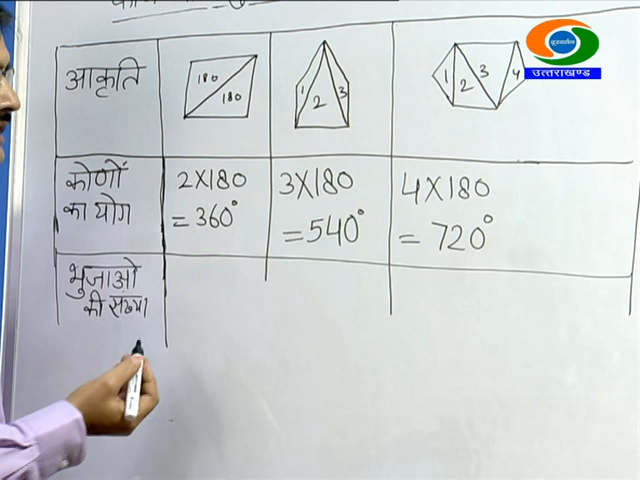 दूरदर्शन
उत्तराखण्ड
आकृति
180
180
1
2
3
1
2
3
4
कोणों
का योग
2×180
= 360°
3×180
= 540°
4×180
= 720°
भुजाओ
की संख्या